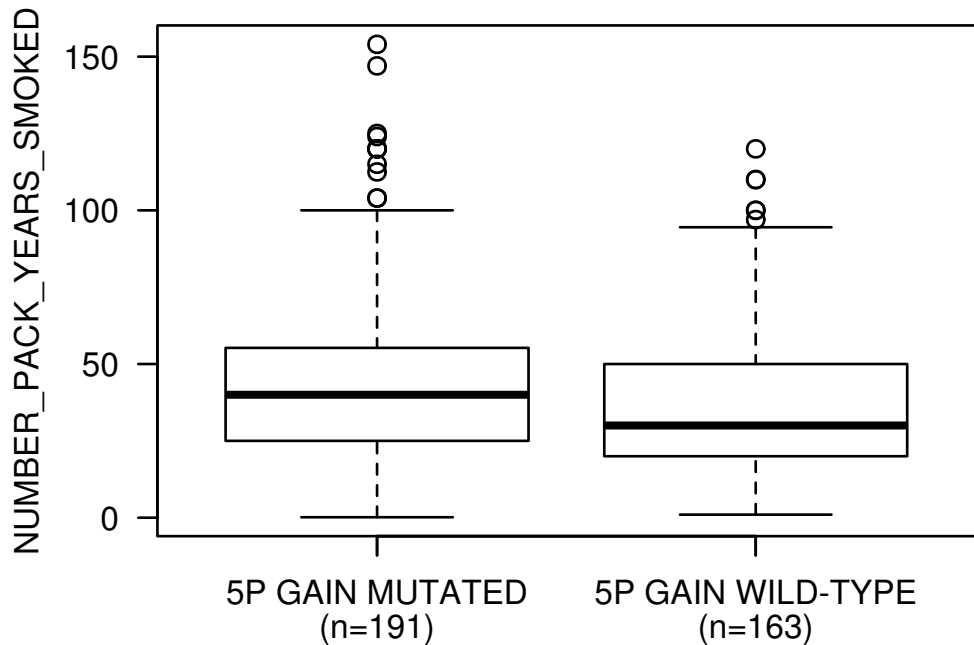 NUMBER_PACK_YEARS_SMOKED
150
100
50
0
5P GAIN MUTATED
(n=191)
5P GAIN WILD-TYPE
(n=163)